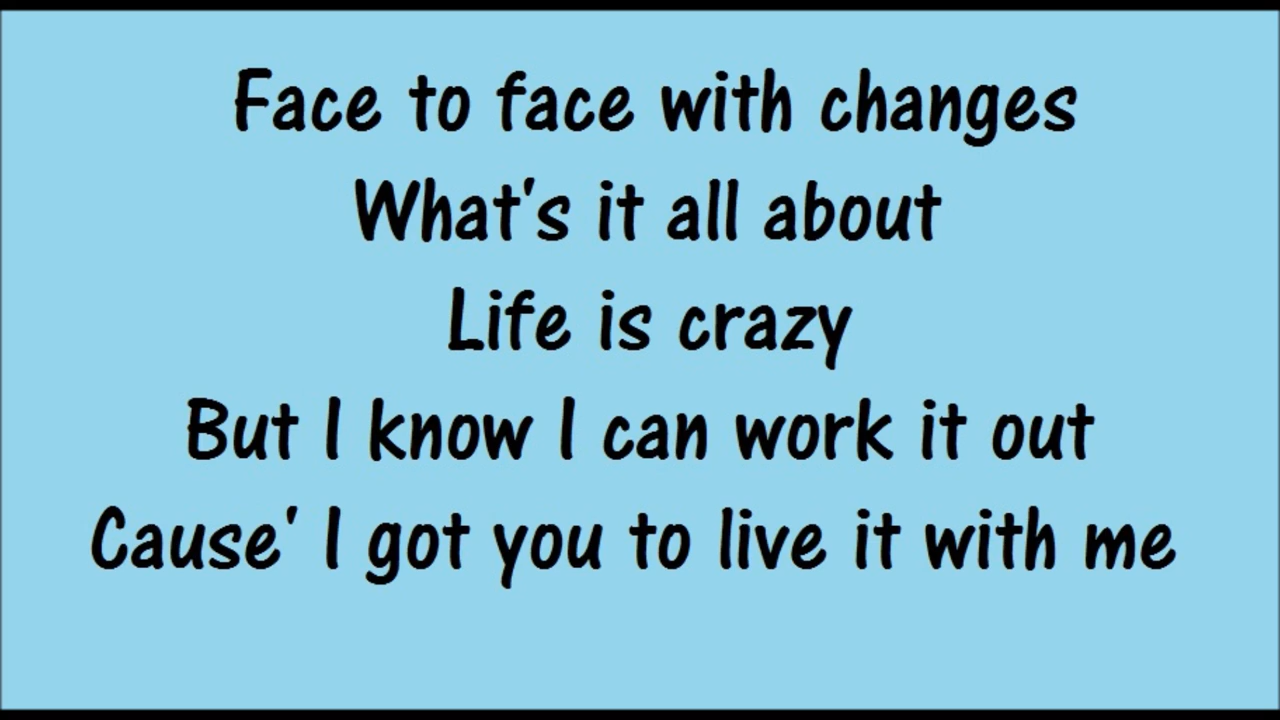 Face to face with changes
What's it all about
Life is crazy
But I know I can work it out
Cause' I got you to live it with me